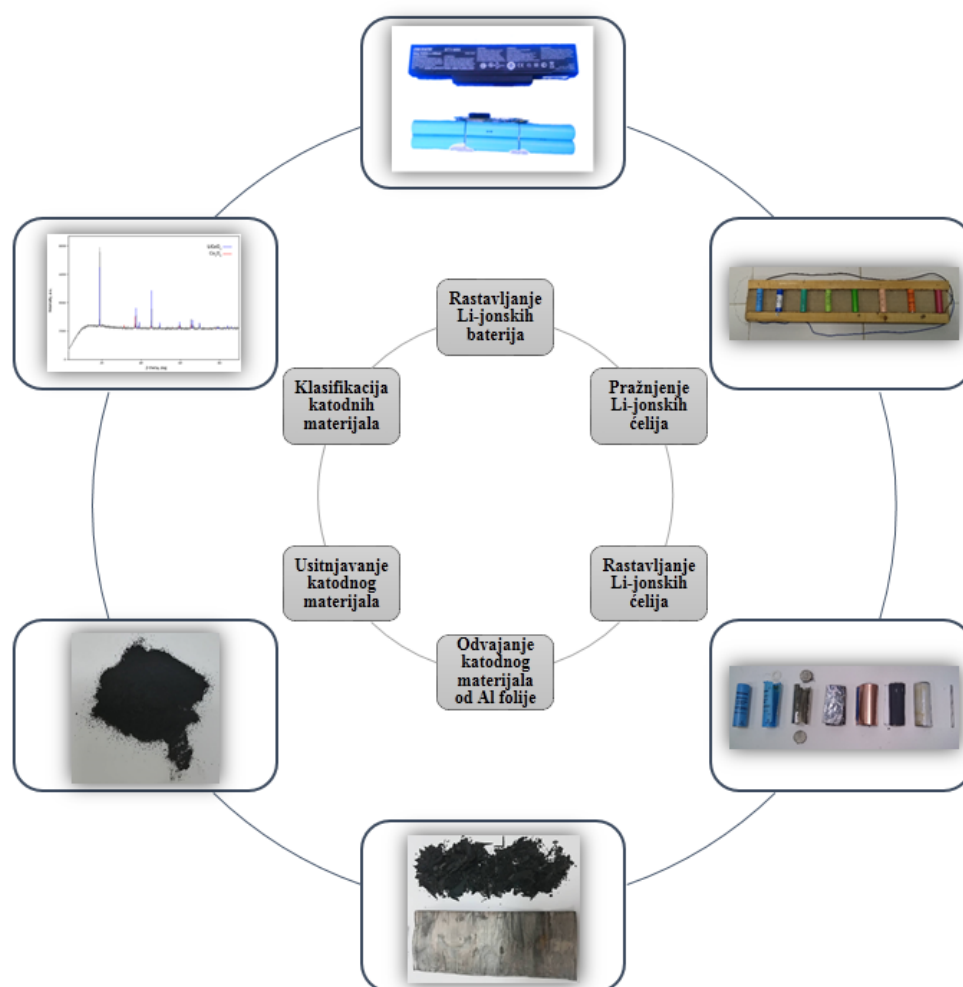 Rastavljanje
Li-jonskih
baterija
Pražnjenje
Li-jonskih
ćelija
Rastavljanje
Li-jonskih
ćelija
Odvajanje
katodnog
materijala
od Al folije
Usitnjavanje
katodnog
materijala
Klasifikacija
katodnih
materijala